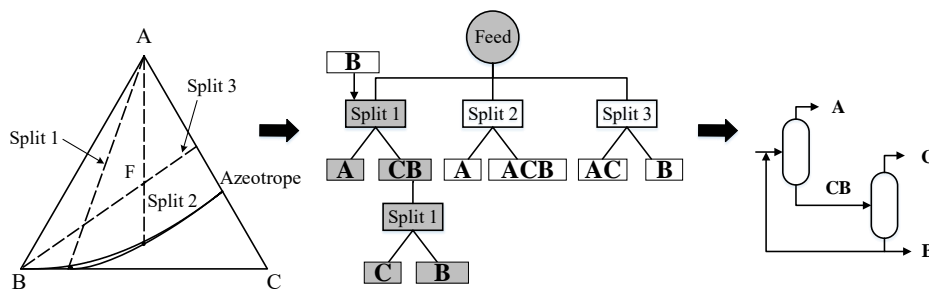 A
Split 3
Split 1
F
Azeotrope
Split 2
B
C
Feed
B
Split 1
Split 2
Split 3
A
CB
A
ACB
AC
B
Split 1
C
B
A
CB